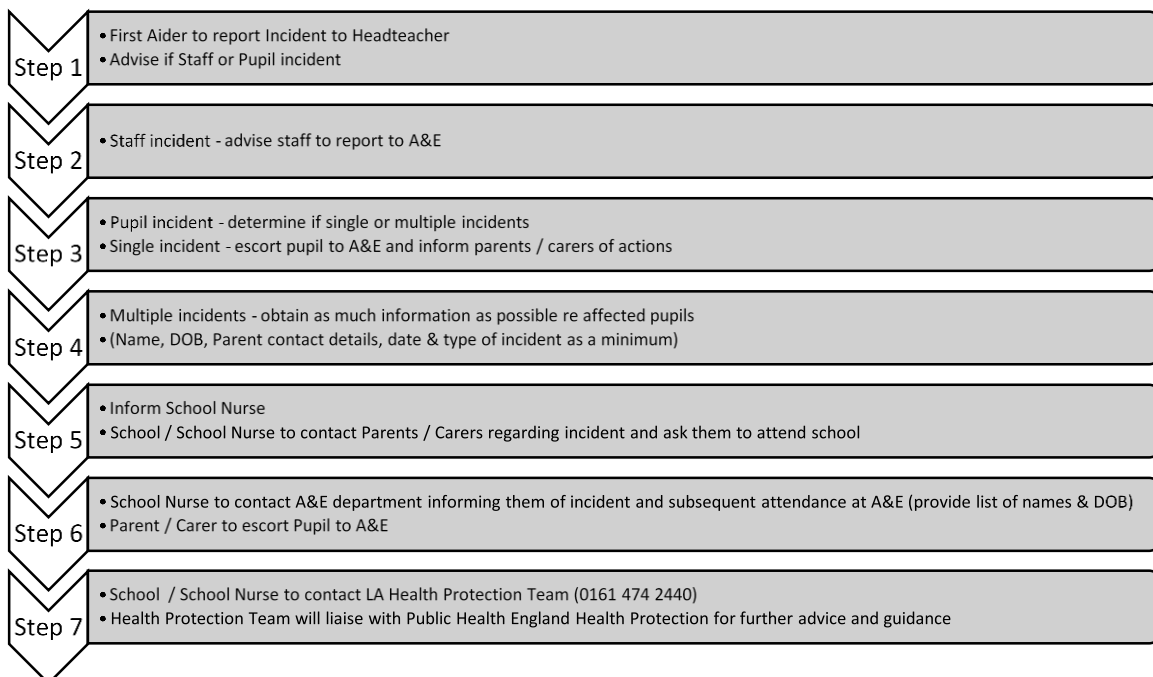 Step 1
• First Aider to report Incident to Headteacher
• Advise if Staff or Pupil incident
Step 2
• Staff incident - advise staff to report to A&E
Step 3
• Pupil incident - determine if single or multiple incidents
• Single incident - escort pupil to A&E and inform parents / carers of actions
Step 4
• Multiple incidents - obtain as much information as possible re affected pupils
• (Name, DOB, Parent contact details, date & type of incident as a minimum)
Step 5
• Inform School Nurse
• School / School Nurse to contact Parents / Carers regarding incident and ask them to attend school
Step 6
• School Nurse to contact A&E department informing them of incident and subsequent attendance at A&E (provide list of names & DOB)
• Parent / Carer to escort Pupil to A&E
Step 7
• School / School Nurse to contact LA Health Protection Team (0161 474 2440)
• Health Protection Team will liaise with Public Health England Health Protection for further advice and guidance